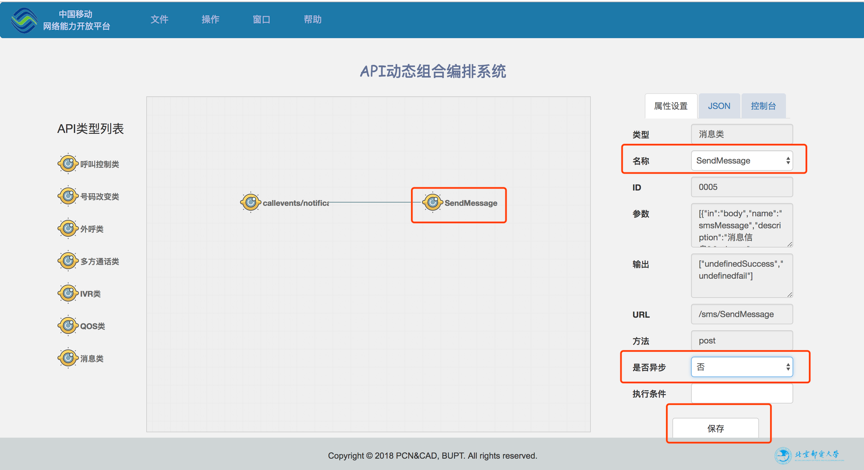 中国移动
网络能力开放平台
文件
操作
窗口
帮助
API动态组合编排系统
API类型列表
呼叫控制类
号码改变类
外呼类
多方通话类
IVR类
QOS类
消息类
callevents/notifica
SendMessage
属性设置
JSON
控制台
类型
消息类
名称
SendMessage
ID
0005
参数
[{"in":"body","name":"
smsMessage","descri
ption":"消息信
输出
["undefinedSuccess","
undefinedfail"]
URL
/sms/SendMessage
方法
post
是否异步
否
执行条件
保存
Copyright © 2018 PCN&CAD, BUPT. All rights reserved.
北京邮电大学